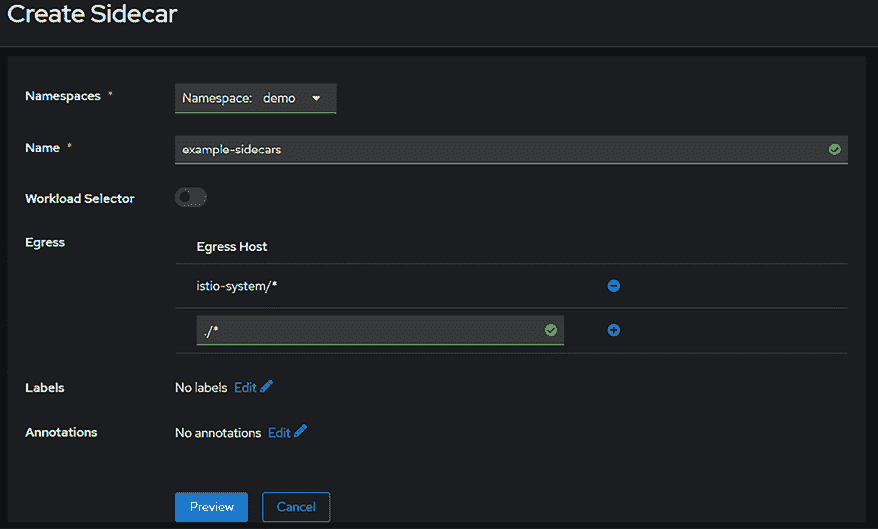 Create Sidecar
Namespaces *
Namespace: demo
Name *
example-sidecars
Workload Selector
Egress
Egress Host
istio-system/*
./*
Labels
No labels Edit
Annotations
No annotations Edit
Preview
Cancel